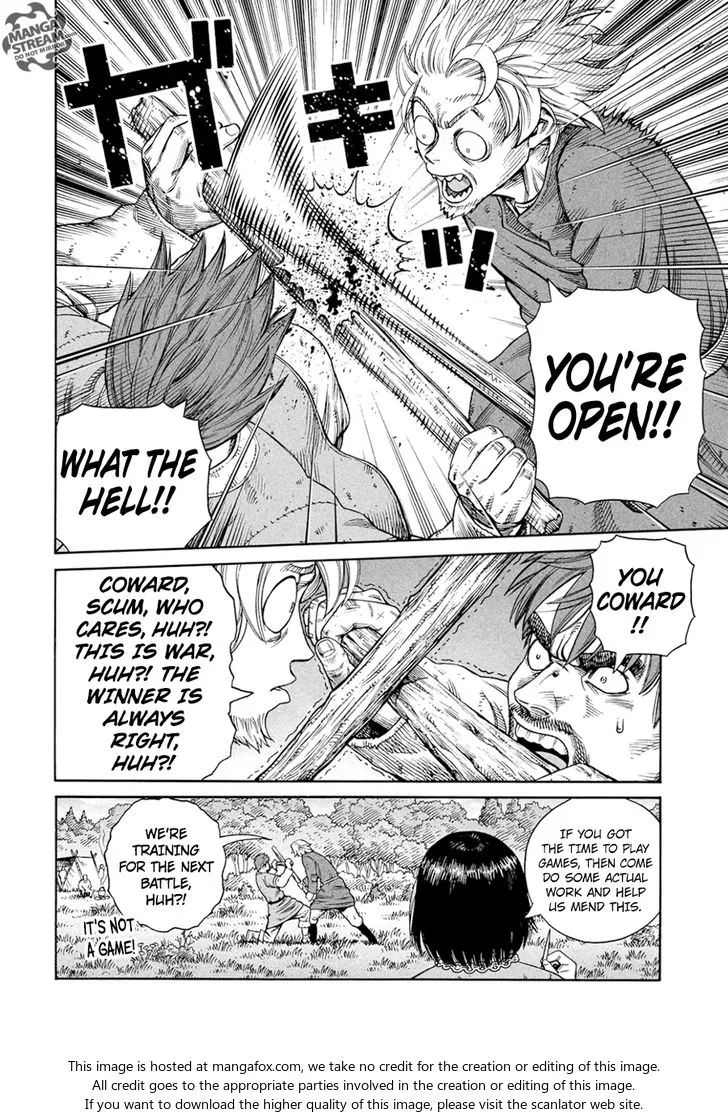 MANGA
STREAM
DO NOT MIRROR
ガキッ
YOU'RE
OPEN!!
WHAT THE
HELL!!
YOU
COWARD
!!
COWARD,
SCUM, WHO
CARES, HUH?!
THIS IS WAR,
HUH?! THE
WINNER IS
ALWAYS
RIGHT,
HUH?!
IF YOU GOT
THE TIME TO PLAY
GAMES, THEN COME
DO SOME ACTUAL
WORK AND HELP
US MEND THIS.
WE'RE
TRAINING
FOR THE NEXT
BATTLE,
HUH?!
IT'S NOT
A GAME!
This image is hosted at mangafox.com, we take no credit for the creation or editing of this image.
All credit goes to the appropriate parties involved in the creation or editing of this image.
If you want to download the higher quality of this image, please visit the scanlator web site.